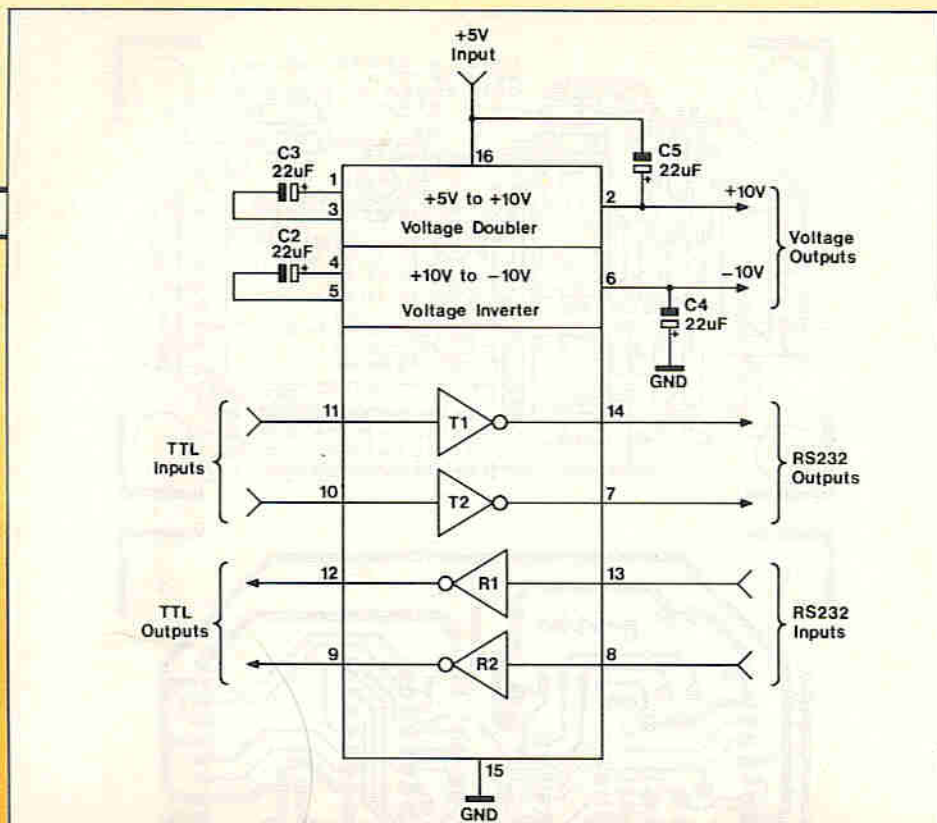 +5V
Input
16
C3
22uF
+
1
3
+5V to +10V
Voltage Doubler
C5
22uF
+
2
+10V
C2
22uF
+
4
5
+10V to −10V
Voltage Inverter
6
−10V
Voltage
Outputs
C4
22uF
+
GND
TTL
Inputs
11
T1
14
10
T2
7
RS232
Outputs
TTL
Outputs
12
R1
13
9
R2
8
RS232
Inputs
15
GND